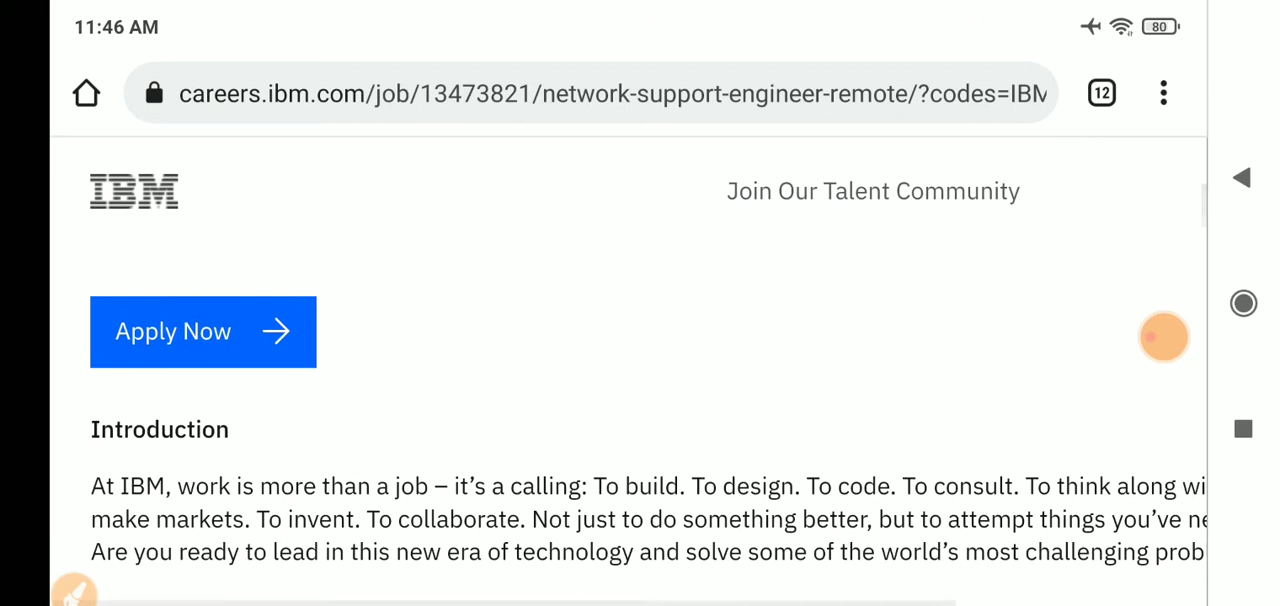 11:46 AM
80
careers.ibm.com/job/13473821/network-support-engineer-remote/?codes=IBM
12
IBM
Join Our Talent Community
Apply Now
Introduction
At IBM, work is more than a job – it's a calling: To build. To design. To code. To consult. To think along wi
make markets. To invent. To collaborate. Not just to do something better, but to attempt things you've ne
Are you ready to lead in this new era of technology and solve some of the world's most challenging prob